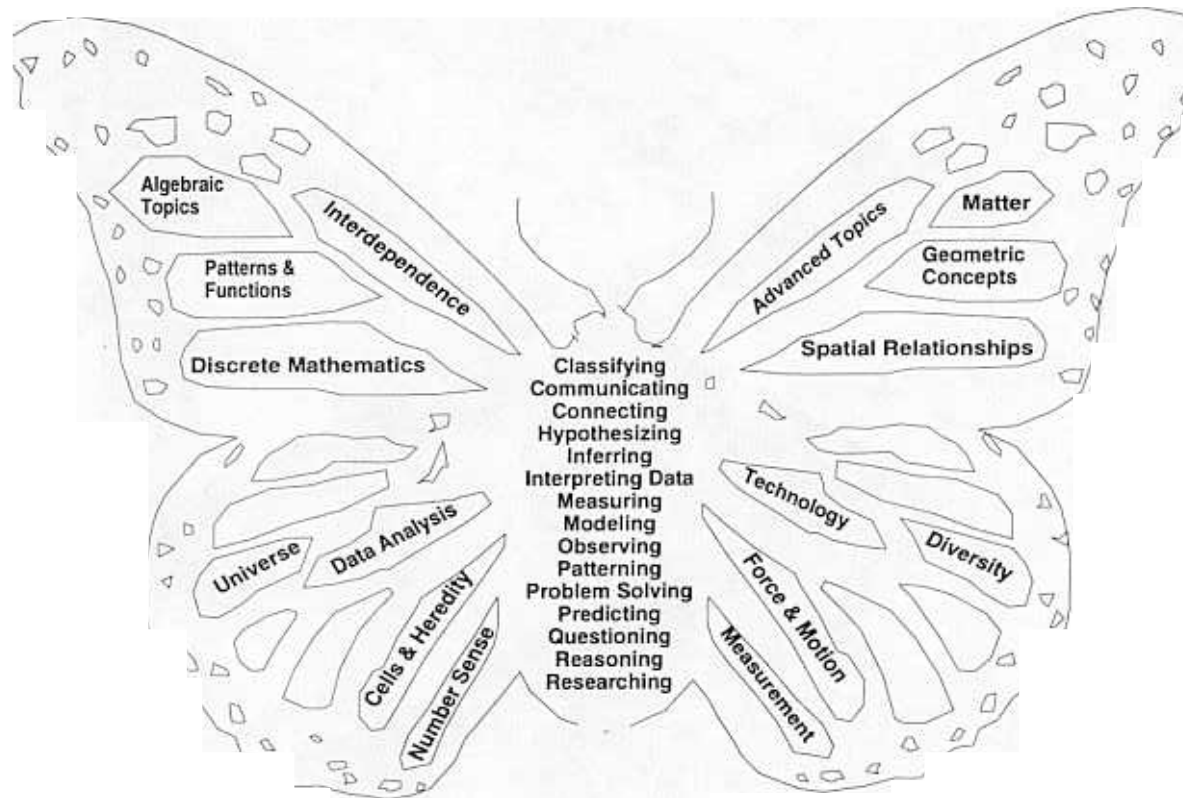 Algebraic
Topics
Interdependence
Patterns &
Functions
Discrete Mathematics
Advanced Topics
Matter
Geometric
Concepts
Spatial Relationships
Classifying
Communicating
Connecting
Hypothesizing
Inferring
Interpreting Data
Measuring
Modeling
Observing
Patterning
Problem Solving
Predicting
Questioning
Reasoning
Researching
Universe
Data Analysis
Cells & Heredity
Number Sense
Technology
Diversity
Force & Motion
Measurement